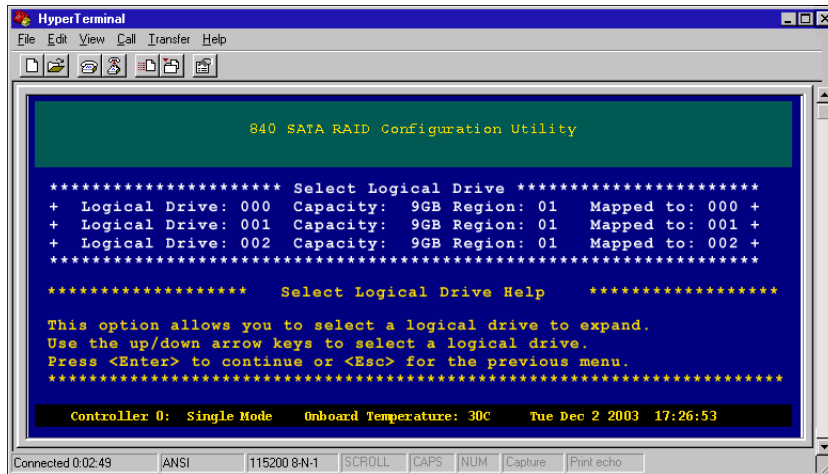 HyperTerminal
File Edit View Call Transfer Help
840 SATA RAID Configuration Utility
********************** Select Logical Drive ***********************
+ Logical Drive: 000 Capacity: 9GB Region: 01 Mapped to: 000 +
+ Logical Drive: 001 Capacity: 9GB Region: 01 Mapped to: 001 +
+ Logical Drive: 002 Capacity: 9GB Region: 01 Mapped to: 002 +
*******************************************************************
******************* Select Logical Drive Help ******************
This option allows you to select a logical drive to expand.
Use the up/down arrow keys to select a logical drive.
Press <Enter> to continue or <Esc> for the previous menu.
**********************************************************************
Controller 0: Single Mode Onboard Temperature: 30C Tue Dec 2 2003 17:26:53
Connected 0:02:49 ANSI 115200 8-N-1 SCROLL CAPS NUM Capture Print echo